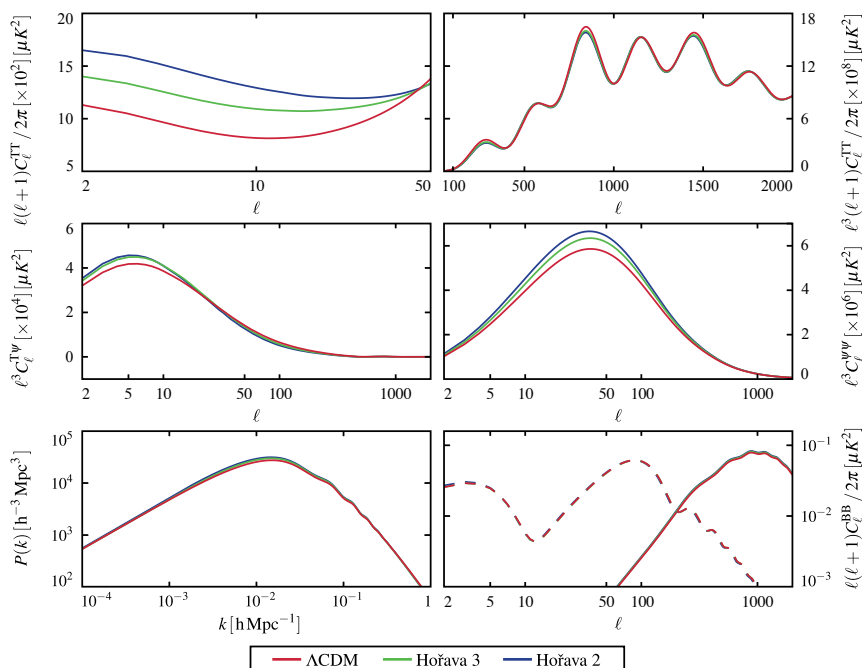 20
15
10
5
2 10 50
ℓ
ℓ(ℓ+1)C_ℓ^TT / 2π [×10²] [μK²]
18
12
6
0
100 500 1000 1500 2000
ℓ
ℓ³(ℓ+1)C_ℓ^TT / 2π [×10⁸] [μK²]
6
4
2
0
2 5 10 50 100 1000
ℓ
ℓ³C_ℓ^Tψ [×10⁴] [μK²]
6
4
2
0
2 5 10 50 100 1000
ℓ
ℓ³C_ℓ^ψψ [×10⁶] [μK²]
10⁵
10⁴
10³
10²
10⁻⁴ 10⁻³ 10⁻² 10⁻¹ 1
k [h Mpc⁻¹]
P(k) [h⁻³ Mpc³]
10⁻¹
10⁻²
10⁻³
2 5 10 50 100 1000
ℓ
ℓ(ℓ+1)C_ℓ^BB / 2π [μK²]
ΛCDM Hořava 3 Hořava 2